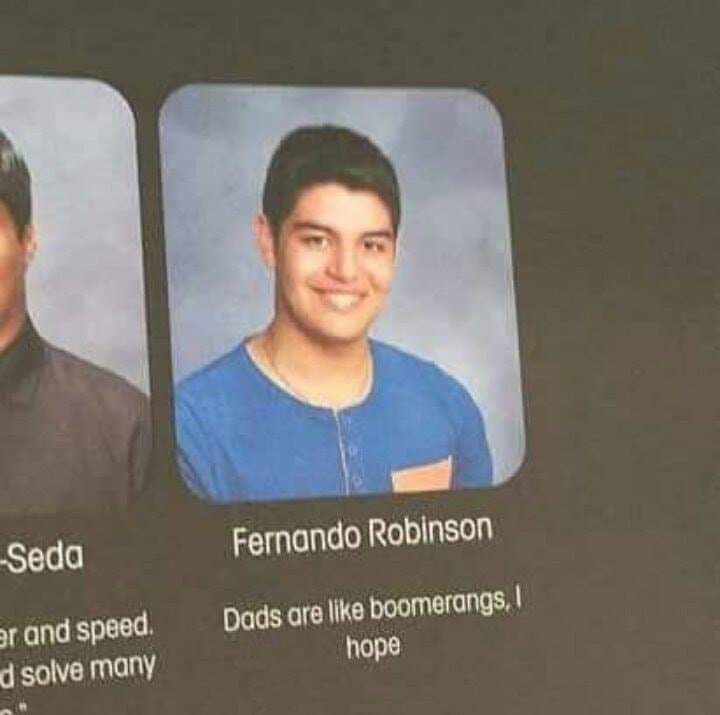 -Seda
er and speed.
d solve many
Fernando Robinson
Dads are like boomerangs, I
hope